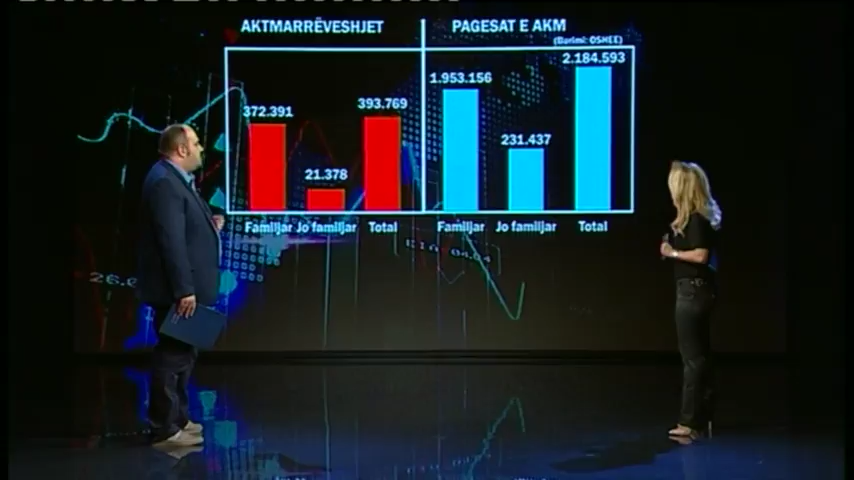 AKTMARRËVESHJET
PAGESAT E AKM
(Burimi: OSHEE)
372.391
21.378
393.769
1.953.156
231.437
2.184.593
Familjar Jo familjar Total
Familjar Jo familjar Total